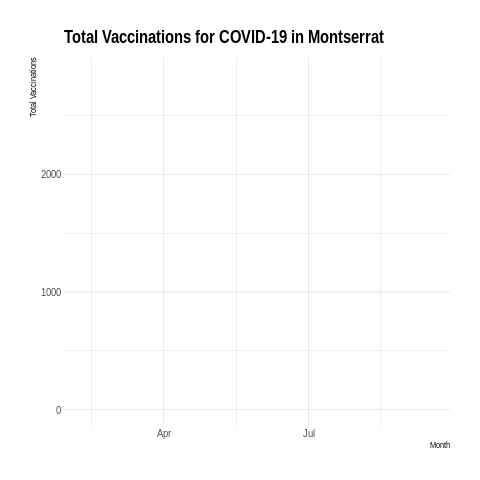 Total Vaccinations for COVID-19 in Montserrat
Total Vaccinations
2000
1000
0
Apr
Jul
Month